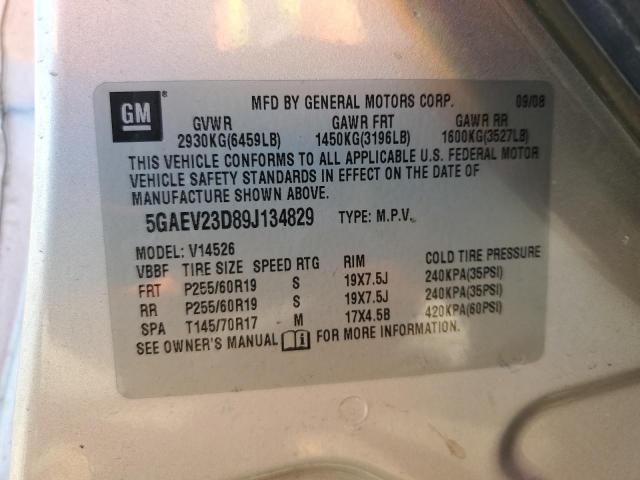 GM
MFD BY GENERAL MOTORS CORP. 09/08
GVWR GAWR FRT GAWR RR
2930KG(6459LB) 1450KG(3196LB) 1600KG(3527LB)
THIS VEHICLE CONFORMS TO ALL APPLICABLE U.S. FEDERAL MOTOR
VEHICLE SAFETY STANDARDS IN EFFECT ON THE DATE OF
MANUFACTURE SHOWN ABOVE.
5GAEV23D89J134829 TYPE: M.P.V.
MODEL: V14526
VBBF TIRE SIZE SPEED RTG RIM COLD TIRE PRESSURE
FRT P255/60R19 S 19X7.5J 240KPA(35PSI)
RR P255/60R19 S 19X7.5J 240KPA(35PSI)
SPA T145/70R17 M 17X4.5B 420KPA(60PSI)
SEE OWNER'S MANUAL FOR MORE INFORMATION.